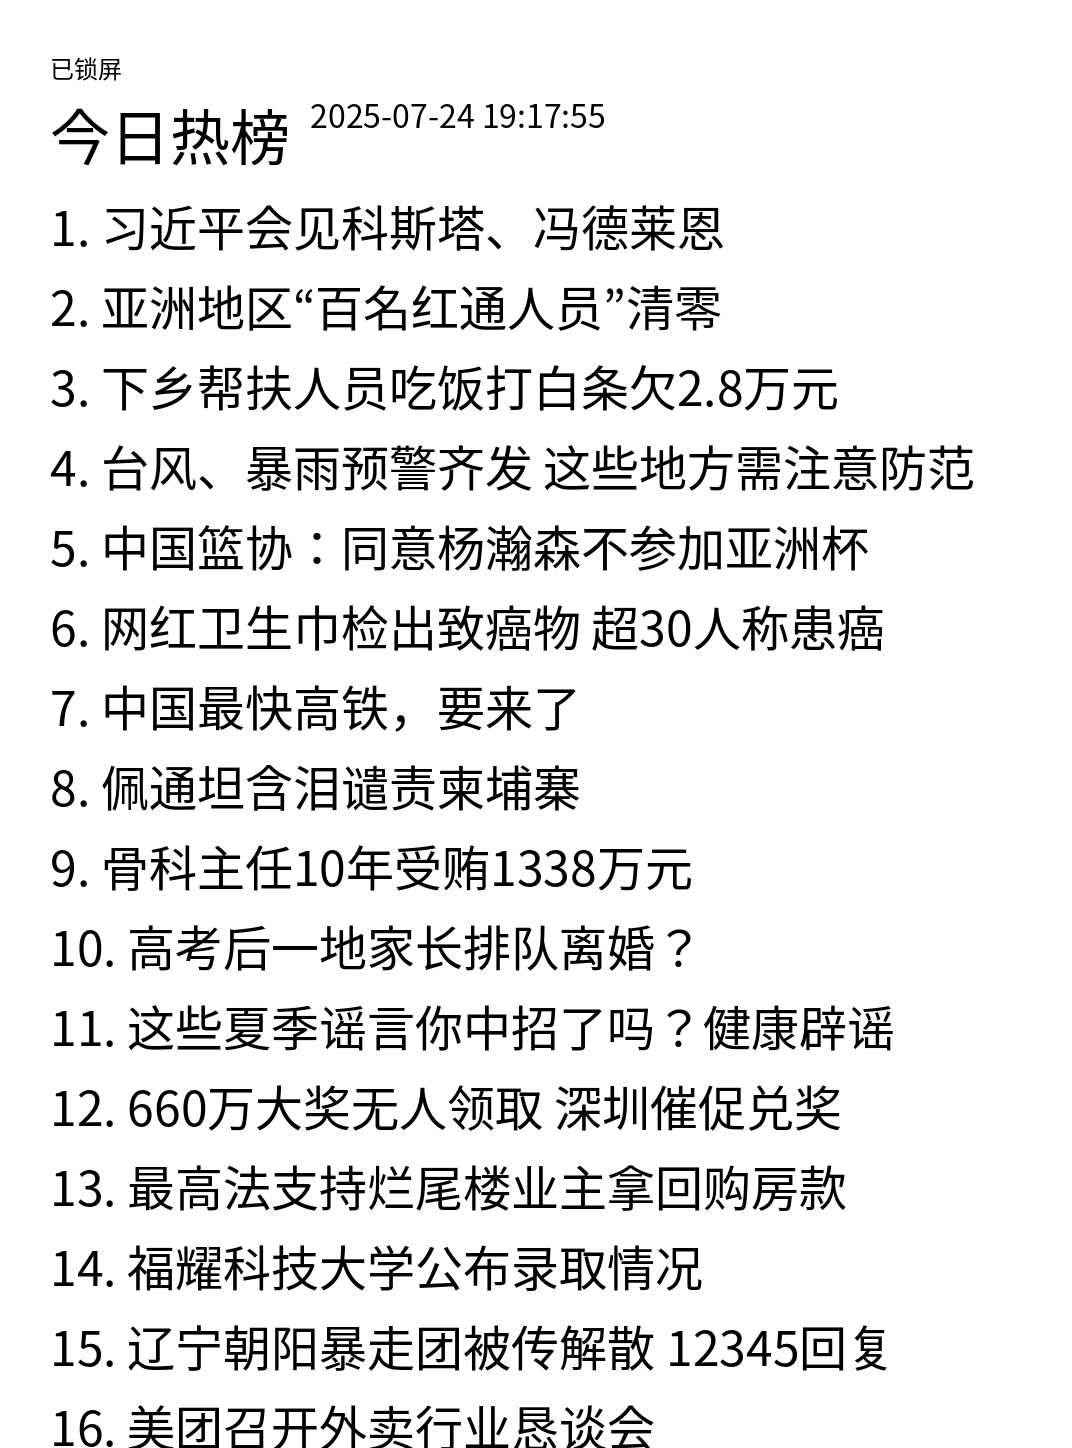 已锁屏
今日热榜 2025-07-24 19:17:55
1. 习近平会见科斯塔、冯德莱恩
2. 亚洲地区“百名红通人员”清零
3. 下乡帮扶人员吃饭打白条欠2.8万元
4. 台风、暴雨预警齐发 这些地方需注意防范
5. 中国篮协：同意杨瀚森不参加亚洲杯
6. 网红卫生巾检出致癌物 超30人称患癌
7. 中国最快高铁，要来了
8. 佩通坦含泪谴责柬埔寨
9. 骨科主任10年受贿1338万元
10. 高考后一地家长排队离婚？
11. 这些夏季谣言你中招了吗？健康辟谣
12. 660万大奖无人领取 深圳催促兑奖
13. 最高法支持烂尾楼业主拿回购房款
14. 福耀科技大学公布录取情况
15. 辽宁朝阳暴走团被传解散 12345回复
16. 美团召开外卖行业恳谈会